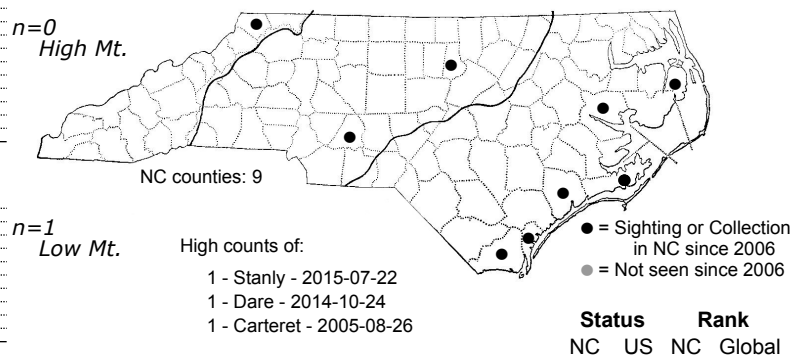 n=0
High Mt.
NC counties: 9
n=1
Low Mt.
High counts of:
1 - Stanly - 2015-07-22
1 - Dare - 2014-10-24
1 - Carteret - 2005-08-26
= Sighting or Collection
in NC since 2006
= Not seen since 2006
Status Rank
NC US NC Global